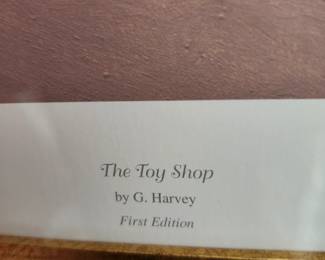 The Toy Shop
by G. Harvey
First Edition